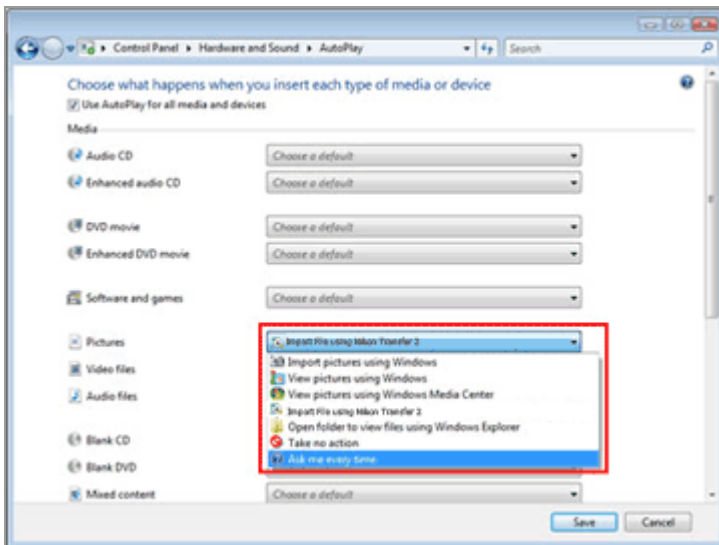 Control Panel ▸ Hardware and Sound ▸ AutoPlay
Search
Choose what happens when you insert each type of media or device
Use AutoPlay for all media and devices
Media
Audio CD Choose a default
Enhanced audio CD Choose a default
DVD movie Choose a default
Enhanced DVD movie Choose a default
Software and games Choose a default
Pictures Import File using Nikon Transfer 2
Import pictures using Windows
Video files
View pictures using Windows
View pictures using Windows Media Center
Audio files
Import File using Nikon Transfer 2
Open folder to view files using Windows Explorer
Blank CD
Take no action
Ask me every time
Blank DVD
Mixed content Choose a default
Save Cancel